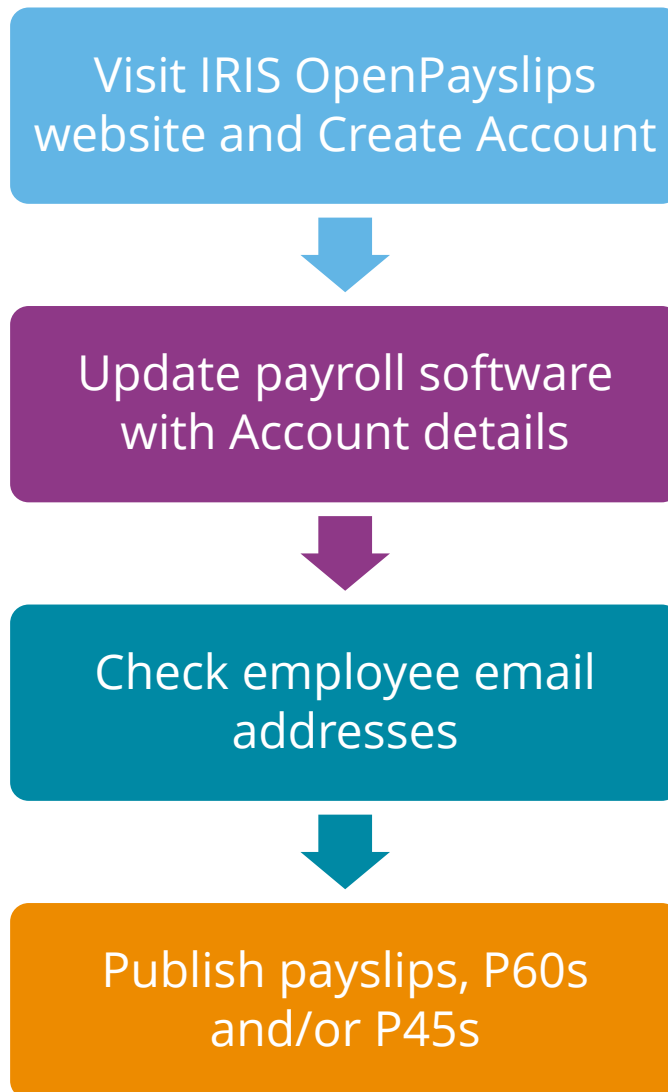 Visit IRIS OpenPayslips
website and Create Account
Update payroll software
with Account details
Check employee email
addresses
Publish payslips, P60s
and/or P45s